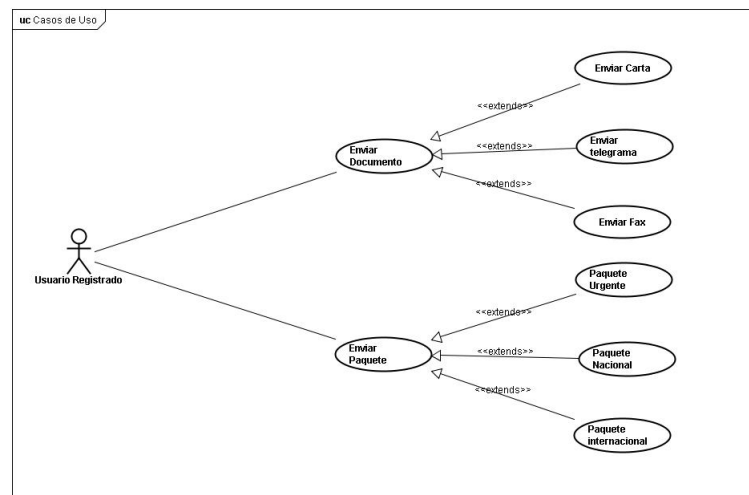 uc Casos de Uso
Enviar Carta
<<extends>>
Enviar
Documento
<<extends>>
Enviar
telegrama
<<extends>>
Enviar Fax
Usuario Registrado
Paquete
Urgente
<<extends>>
Enviar
Paquete
<<extends>>
Paquete
Nacional
<<extends>>
Paquete
internacional